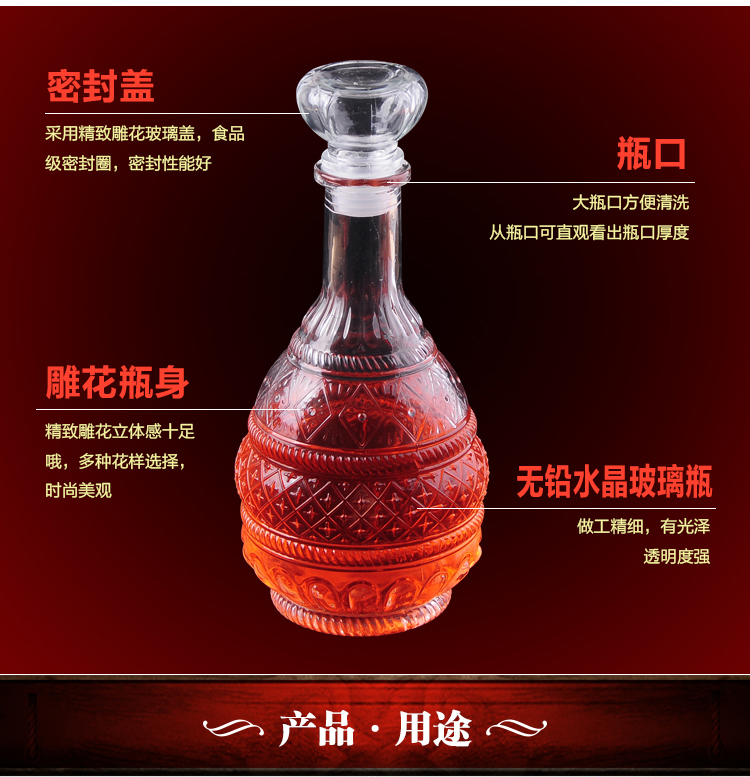 密封盖
采用精致雕花玻璃盖，食品
级密封圈，密封性能好
瓶口
大瓶口方便清洗
从瓶口可直观看出瓶口厚度
雕花瓶身
精致雕花立体感十足
哦，多种花样选择，
时尚美观
无铅水晶玻璃瓶
做工精细，有光泽
透明度强
产品·用途